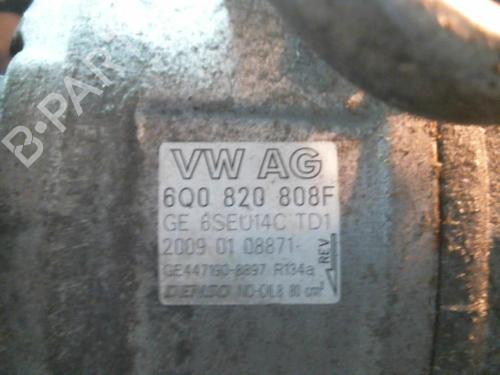 B-PARTS
VW AG
6Q0 820 808F
GE 6SEU14C TD1
2009 01 08871-
REV
GE447190-8897 R134a
DENSO ND-OIL8 80 cm³